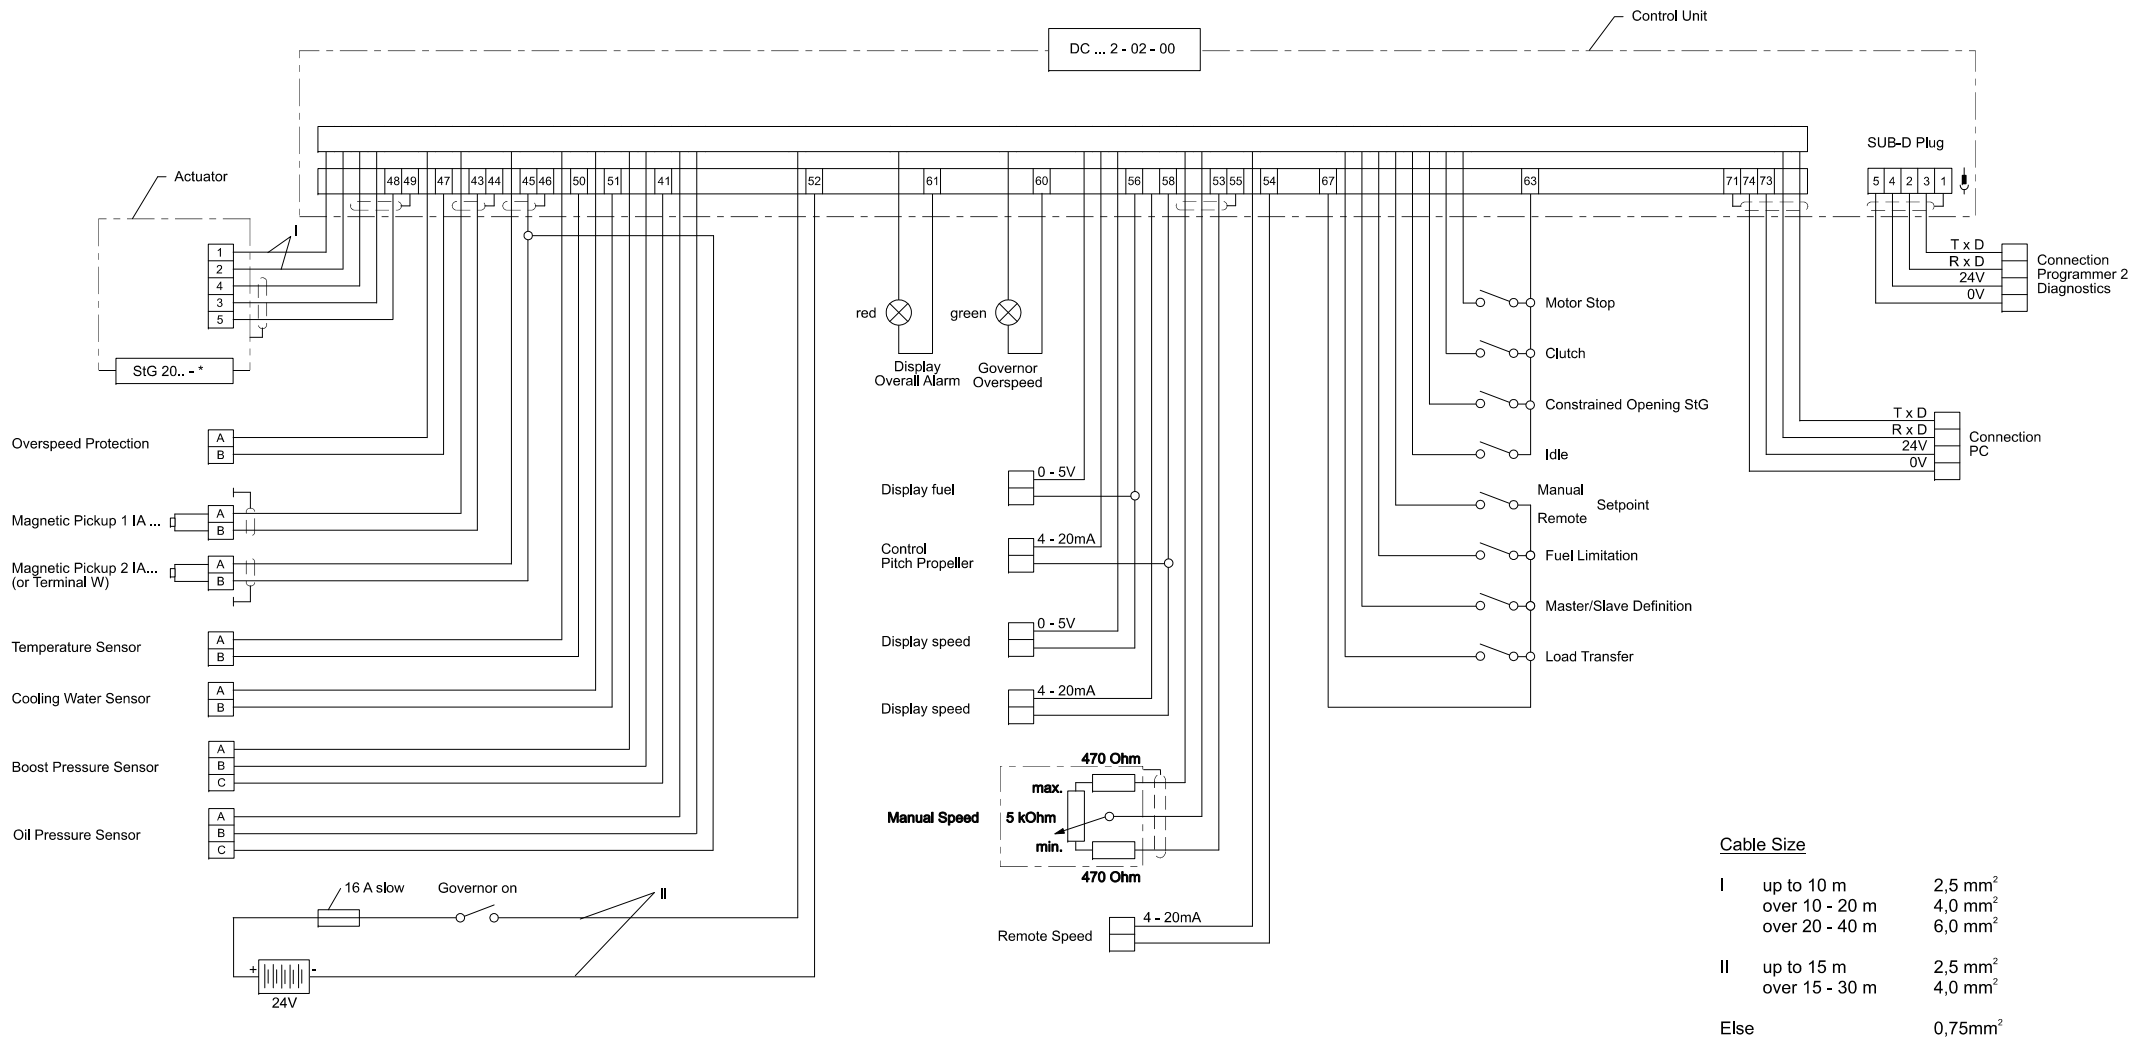 Control Unit
DC ... 2 - 02 - 00
SUB-D Plug
Actuator
48 49 47 43 44 45 46 50 51 41 52 61 60 56 58 53 55 54 67 63 71 74 73
5 4 2 3 1
I
1
2
4
3
5
StG 20.. - *
T x D
R x D
24V
0V
Connection
Programmer 2
Diagnostics
red
green
Display
Overall Alarm
Governor
Overspeed
Motor Stop
Clutch
Constrained Opening StG
Idle
Manual
Remote
Setpoint
Fuel Limitation
Master/Slave Definition
Load Transfer
T x D
R x D
24V
0V
Connection
PC
Overspeed Protection
A
B
Magnetic Pickup 1 IA ...
A
B
Magnetic Pickup 2 IA...
(or Terminal W)
A
B
Temperature Sensor
A
B
Cooling Water Sensor
A
B
Boost Pressure Sensor
A
B
C
Oil Pressure Sensor
A
B
C
Display fuel
0 - 5V
Control
Pitch Propeller
4 - 20mA
Display speed
0 - 5V
Display speed
4 - 20mA
470 Ohm
max.
Manual Speed
5 kOhm
min.
470 Ohm
Remote Speed
4 - 20mA
16 A slow
Governor on
II
+
-
24V
Cable Size
I up to 10 m 2,5 mm²
over 10 - 20 m 4,0 mm²
over 20 - 40 m 6,0 mm²
II up to 15 m 2,5 mm²
over 15 - 30 m 4,0 mm²
Else 0,75mm²